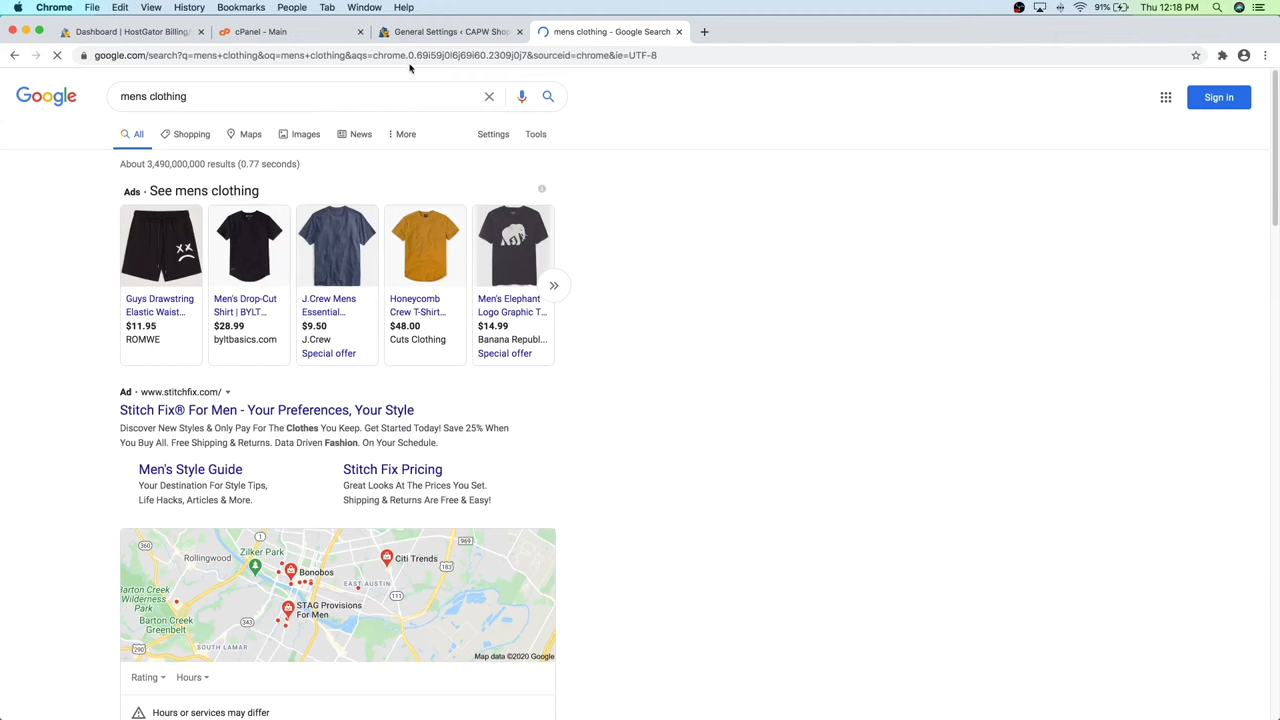 Chrome File Edit View History Bookmarks People Tab Window Help 91% Thu 12:18 PM
Dashboard | HostGator Billing/ cPanel - Main General Settings ‹ CAPW Shop mens clothing - Google Search
google.com/search?q=mens+clothing&oq=mens+clothing&aqs=chrome.0.69i59j0l6j69i60.2309j0j7&sourceid=chrome&ie=UTF-8
Google mens clothing Sign in
All Shopping Maps Images News More Settings Tools
About 3,490,000,000 results (0.77 seconds)
Ads · See mens clothing
Guys Drawstring
Elastic Waist...
$11.95
ROMWE
Men's Drop-Cut
Shirt | BYLT...
$28.99
byltbasics.com
J.Crew Mens
Essential...
$9.50
J.Crew
Special offer
Honeycomb
Crew T-Shirt...
$48.00
Cuts Clothing
Men's Elephant
Logo Graphic T...
$14.99
Banana Republ...
Special offer
Ad · www.stitchfix.com/
Stitch Fix® For Men - Your Preferences, Your Style
Discover New Styles & Only Pay For The Clothes You Keep. Get Started Today! Save 25% When
You Buy All. Free Shipping & Returns. Data Driven Fashion. On Your Schedule.
Men's Style Guide
Your Destination For Style Tips,
Life Hacks, Articles & More.
Stitch Fix Pricing
Great Looks At The Prices You Set.
Shipping & Returns Are Free & Easy!
1
360
969
Rollingwood
Zilker Park
Citi Trends
183
Bonobos
Barton Creek
Wilderness
Park
EAST AUSTIN
111
STAG Provisions
For Men
Barton Creek
Greenbelt
343
SOUTH LAMAR
290
Map data ©2020 Google
Rating Hours
Hours or services may differ